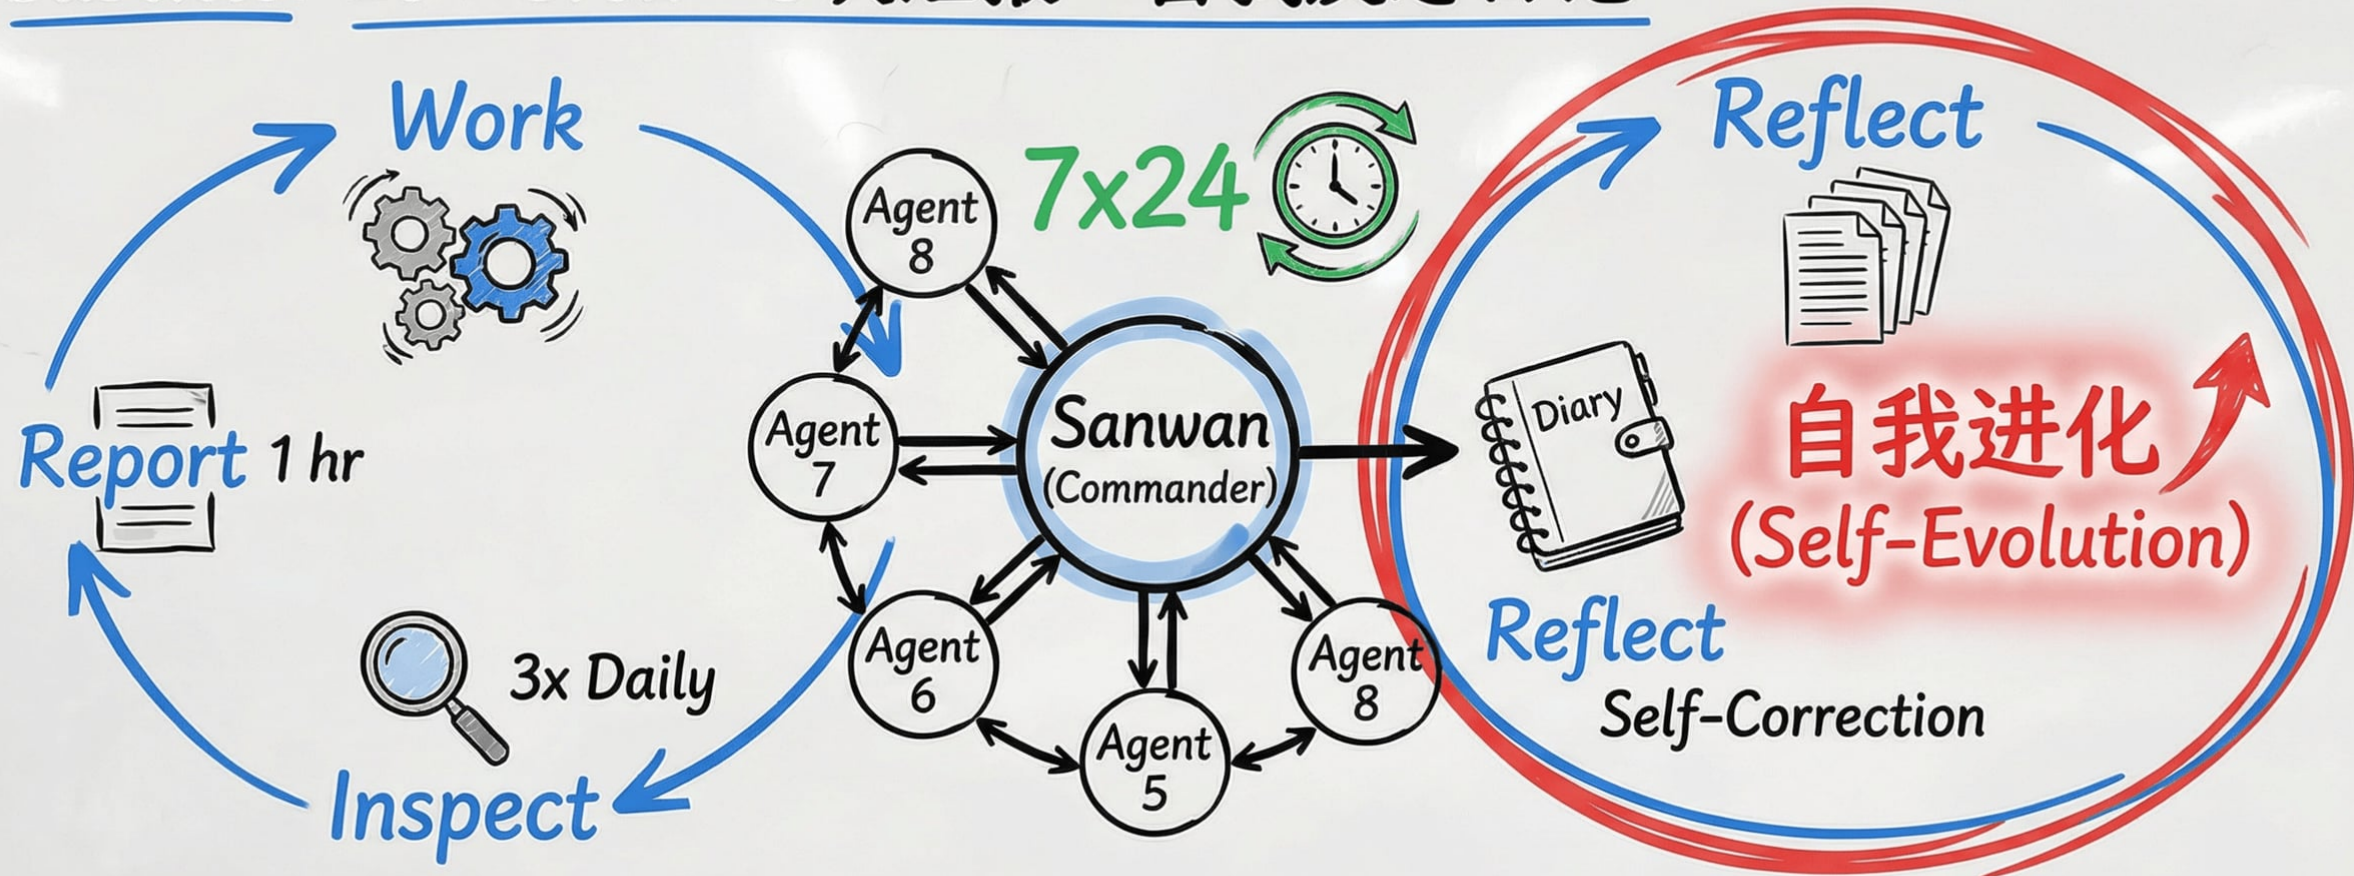 Work
Report 1 hr
3x Daily
Inspect
Agent
8
7x24
Agent
7
Sanwan
(Commander)
Agent
6
Agent
5
Agent
8
Reflect
Diary
自我进化
(Self-Evolution)
Reflect
Self-Correction